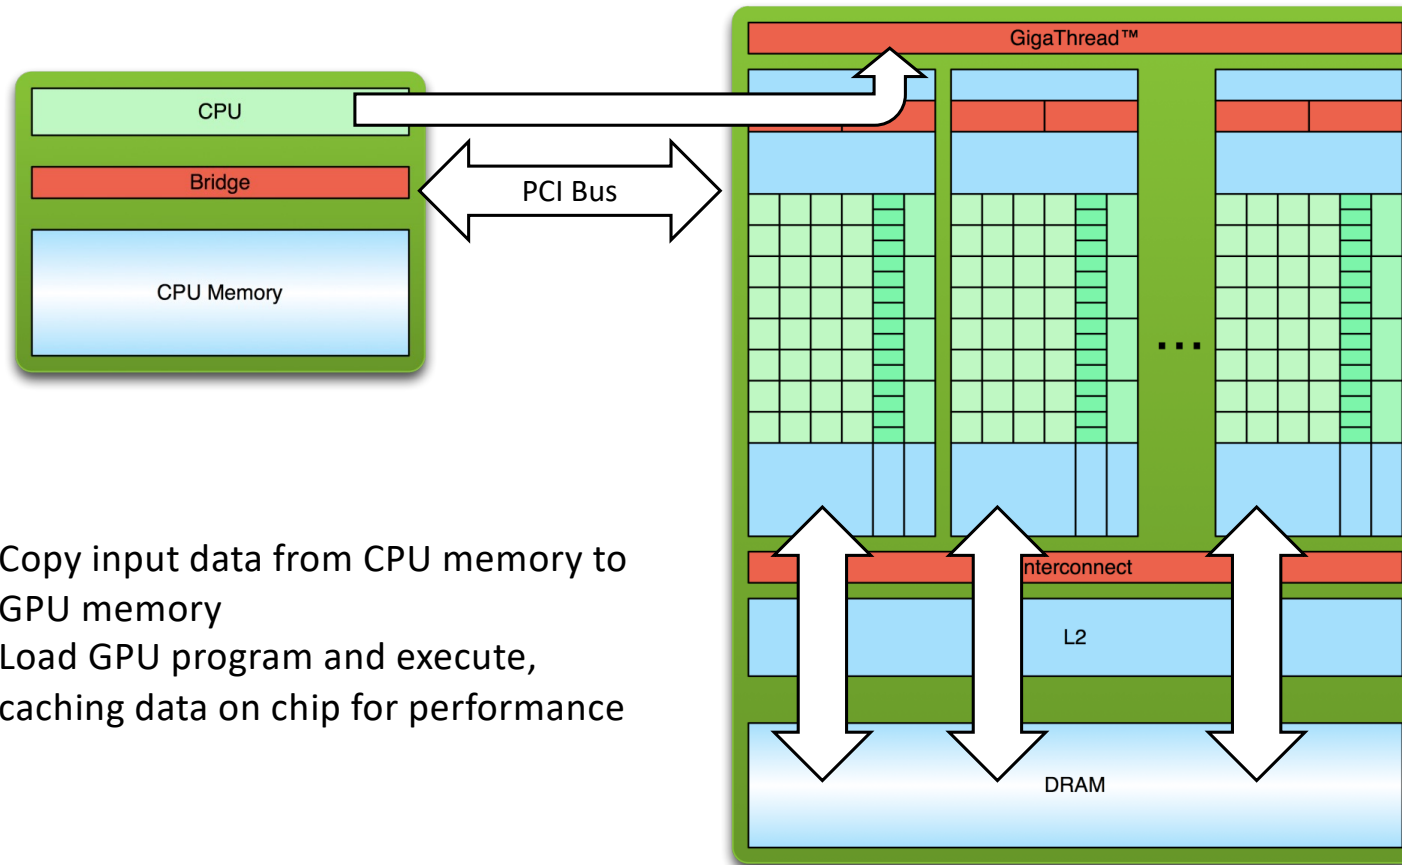 GigaThread™
CPU
Bridge
PCI Bus
CPU Memory
...
Copy input data from CPU memory to
GPU memory
Load GPU program and execute,
caching data on chip for performance
nterconnect
L2
DRAM